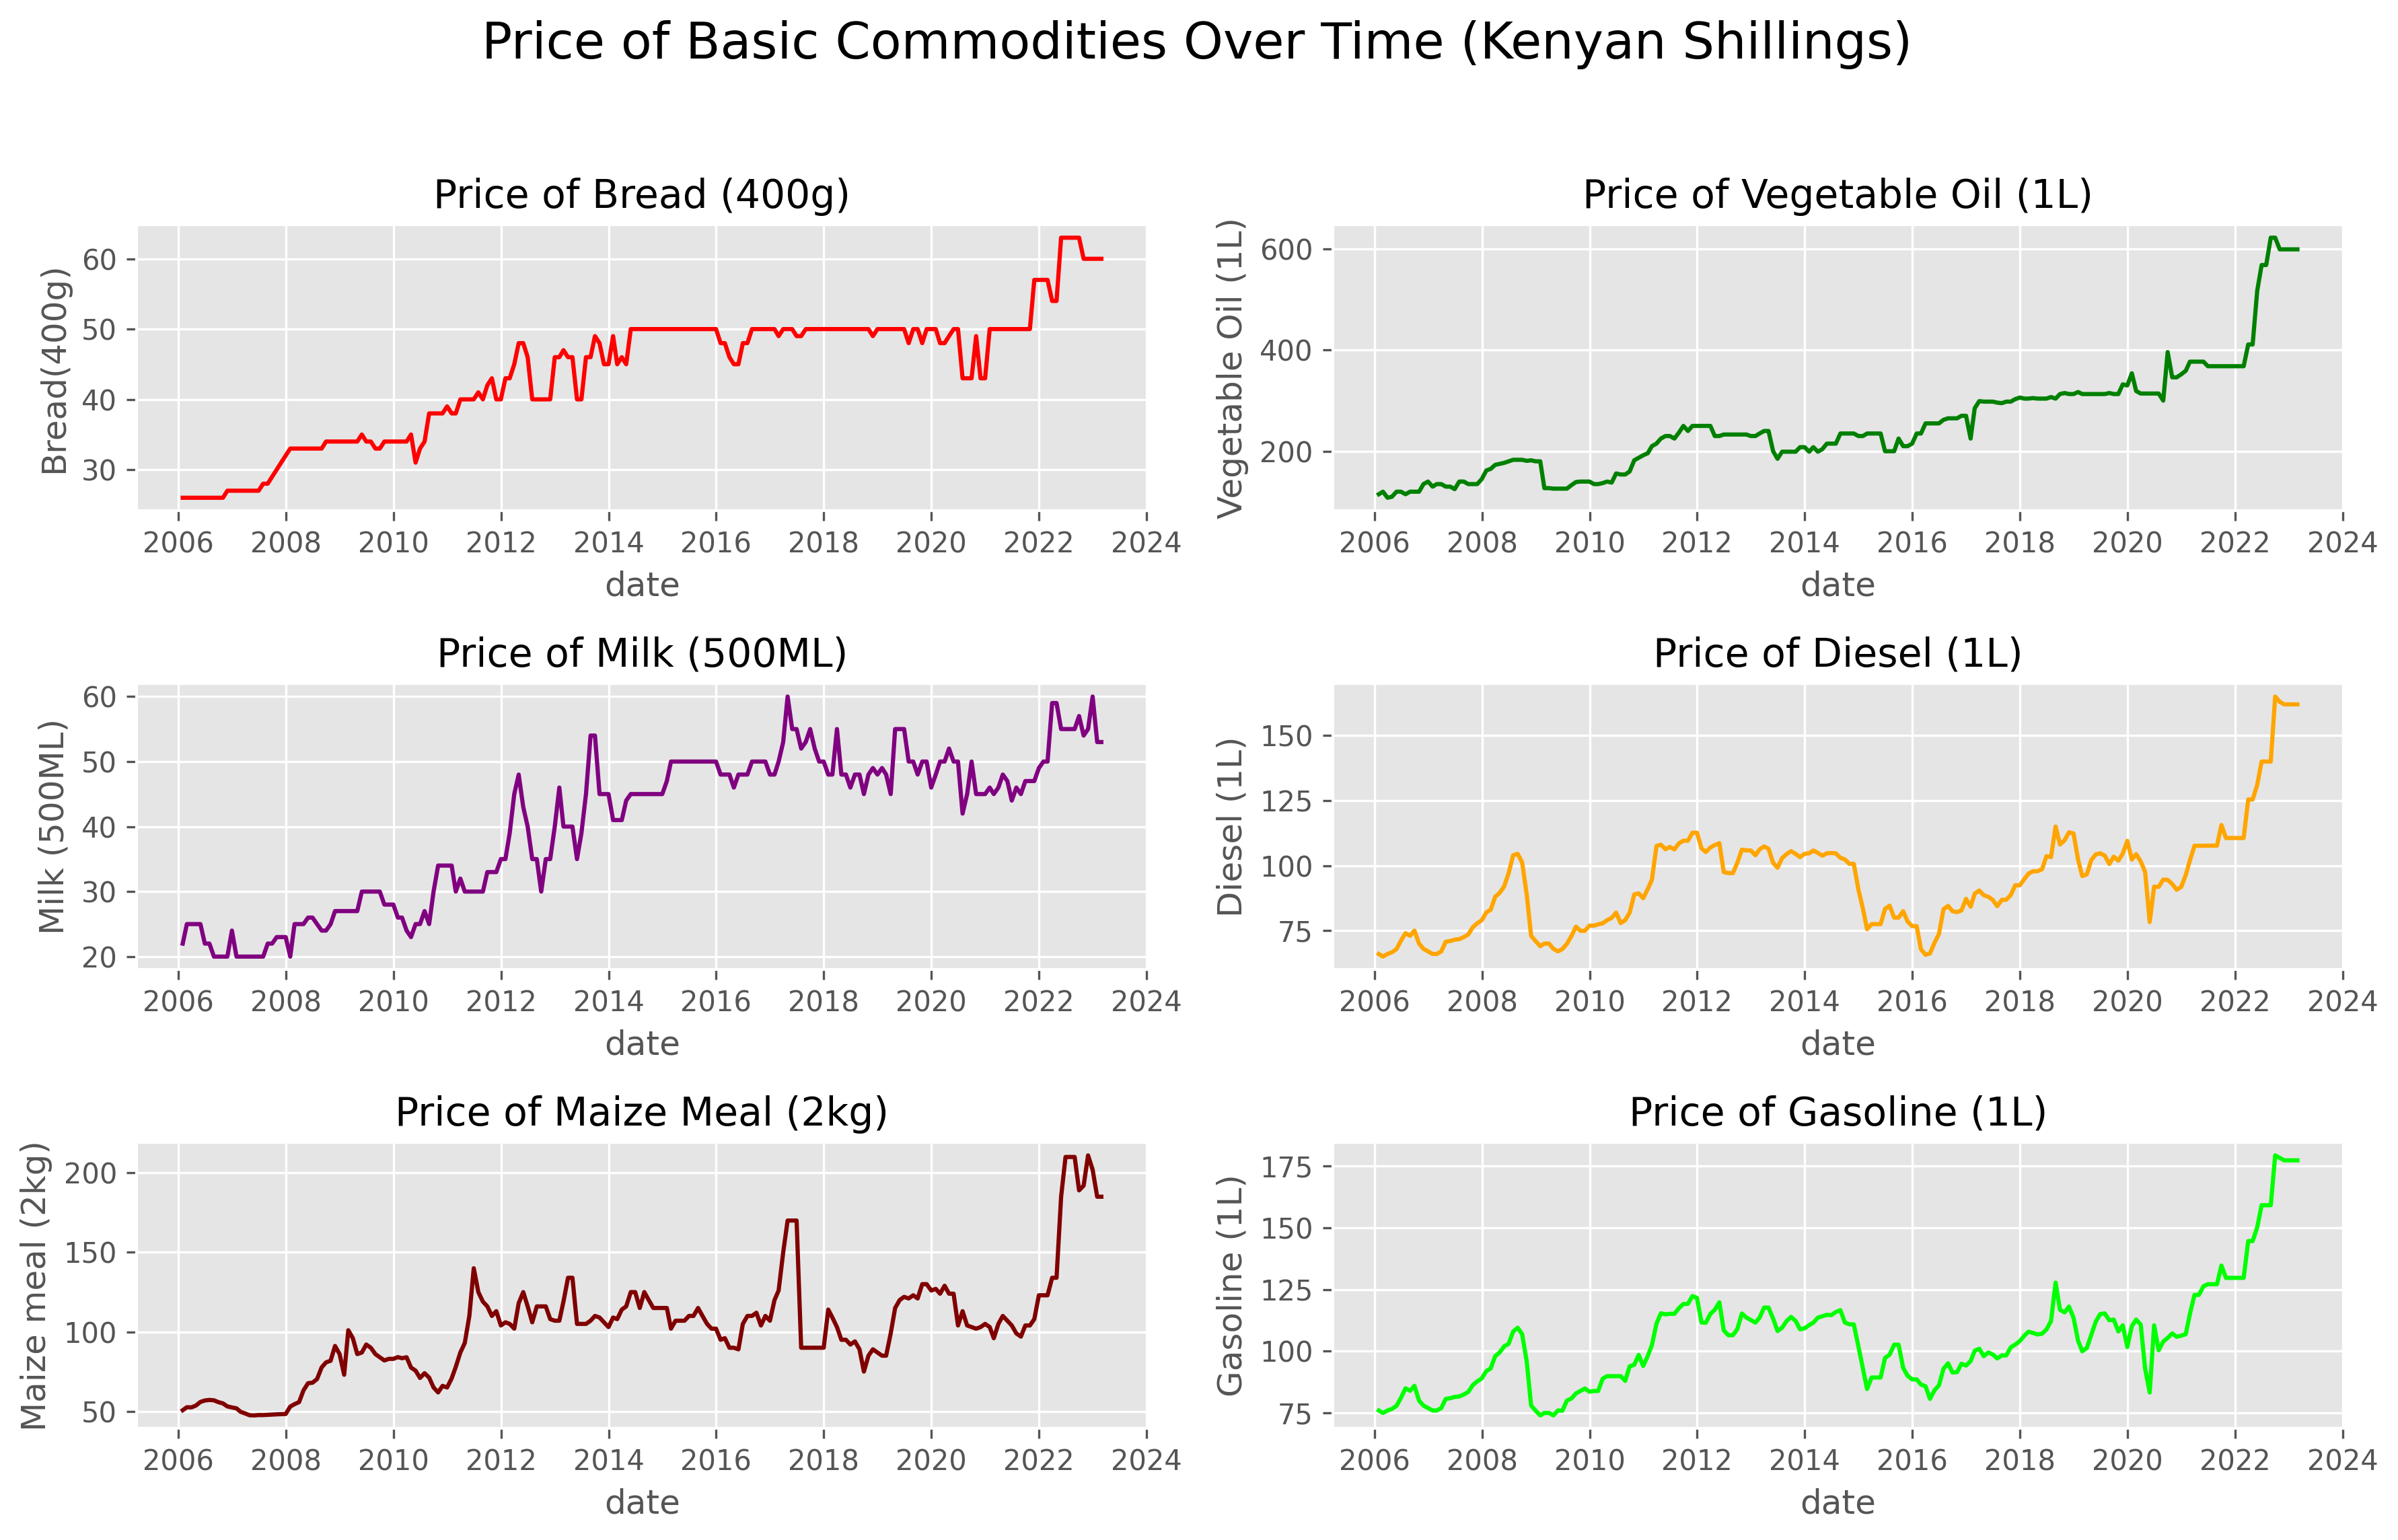 Price of Basic Commodities Over Time (Kenyan Shillings)
Price of Bread (400g)
Bread(400g)
60
50
40
30
2006 2008 2010 2012 2014 2016 2018 2020 2022 2024
date
Price of Vegetable Oil (1L)
Vegetable Oil (1L)
600
400
200
2006 2008 2010 2012 2014 2016 2018 2020 2022 2024
date
Price of Milk (500ML)
Milk (500ML)
60
50
40
30
20
2006 2008 2010 2012 2014 2016 2018 2020 2022 2024
date
Price of Diesel (1L)
Diesel (1L)
150
125
100
75
2006 2008 2010 2012 2014 2016 2018 2020 2022 2024
date
Price of Maize Meal (2kg)
Maize meal (2kg)
200
150
100
50
2006 2008 2010 2012 2014 2016 2018 2020 2022 2024
date
Price of Gasoline (1L)
Gasoline (1L)
175
150
125
100
75
2006 2008 2010 2012 2014 2016 2018 2020 2022 2024
date